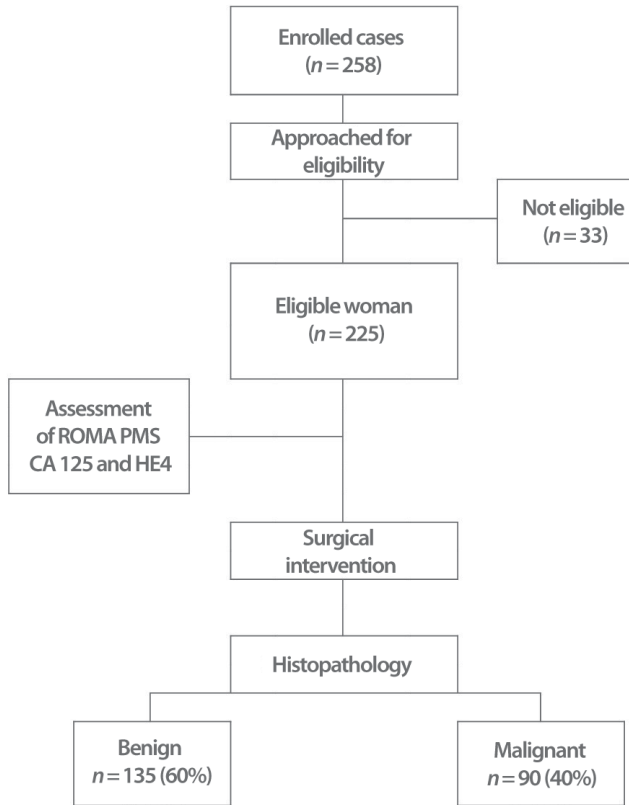 Enrolled cases
(n = 258)
Approached for
eligibility
Not eligible
(n = 33)
Eligible woman
(n = 225)
Assessment
of ROMA PMS
CA 125 and HE4
Surgical
intervention
Histopathology
Benign
n = 135 (60%)
Malignant
n = 90 (40%)